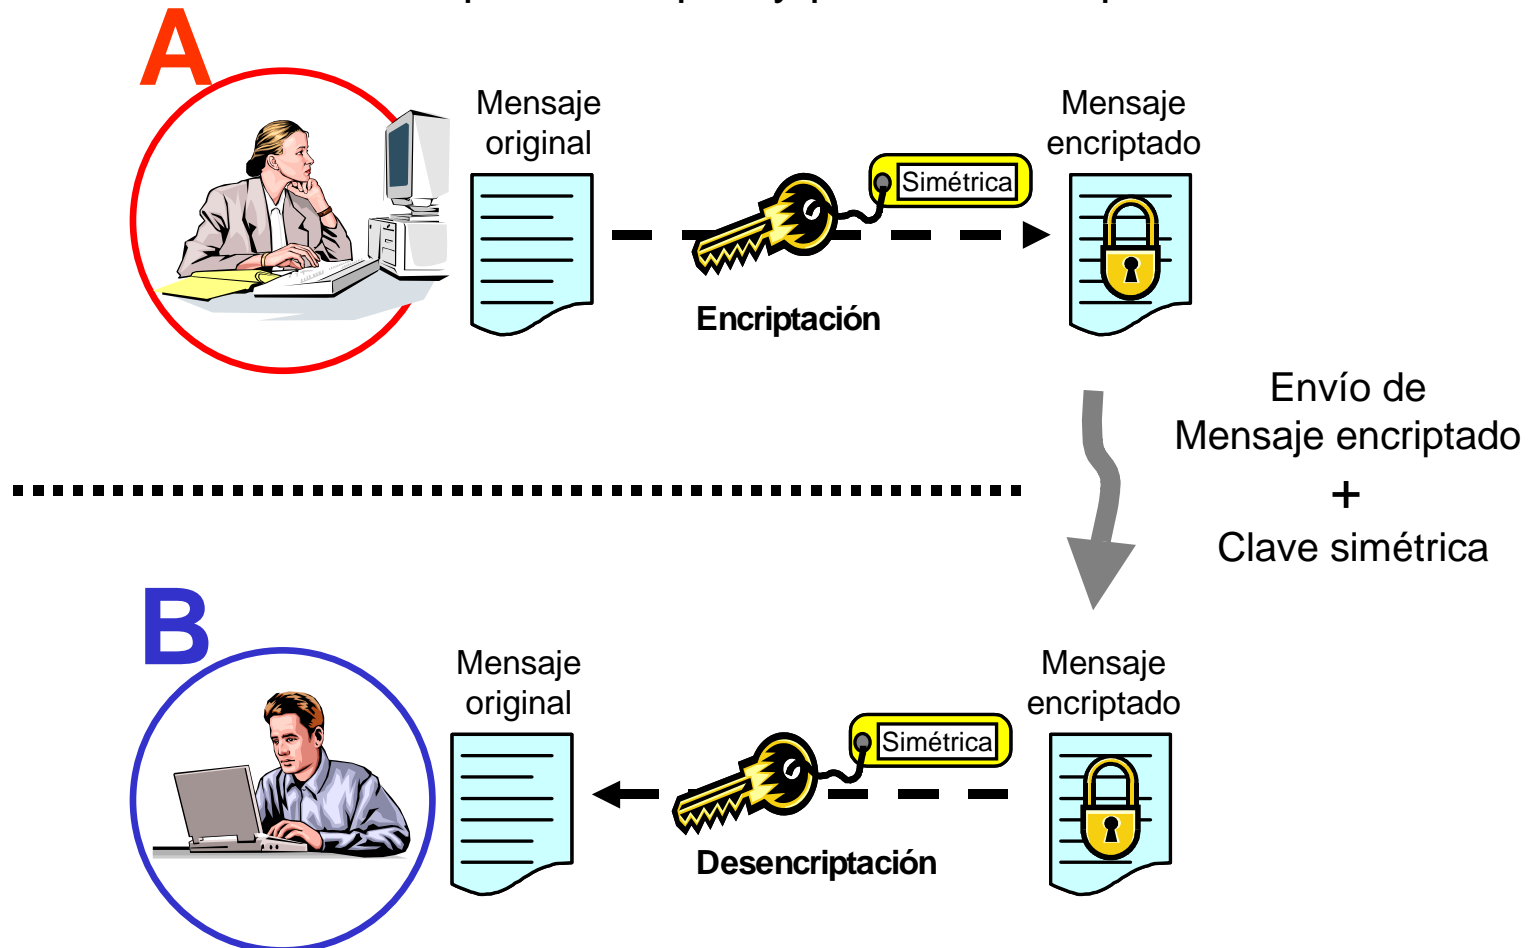 A
Mensaje
original
Mensaje
encriptado
Simétrica
Encriptación
Envío de
Mensaje encriptado
+
Clave simétrica
B
Mensaje
original
Mensaje
encriptado
Simétrica
Desencriptación